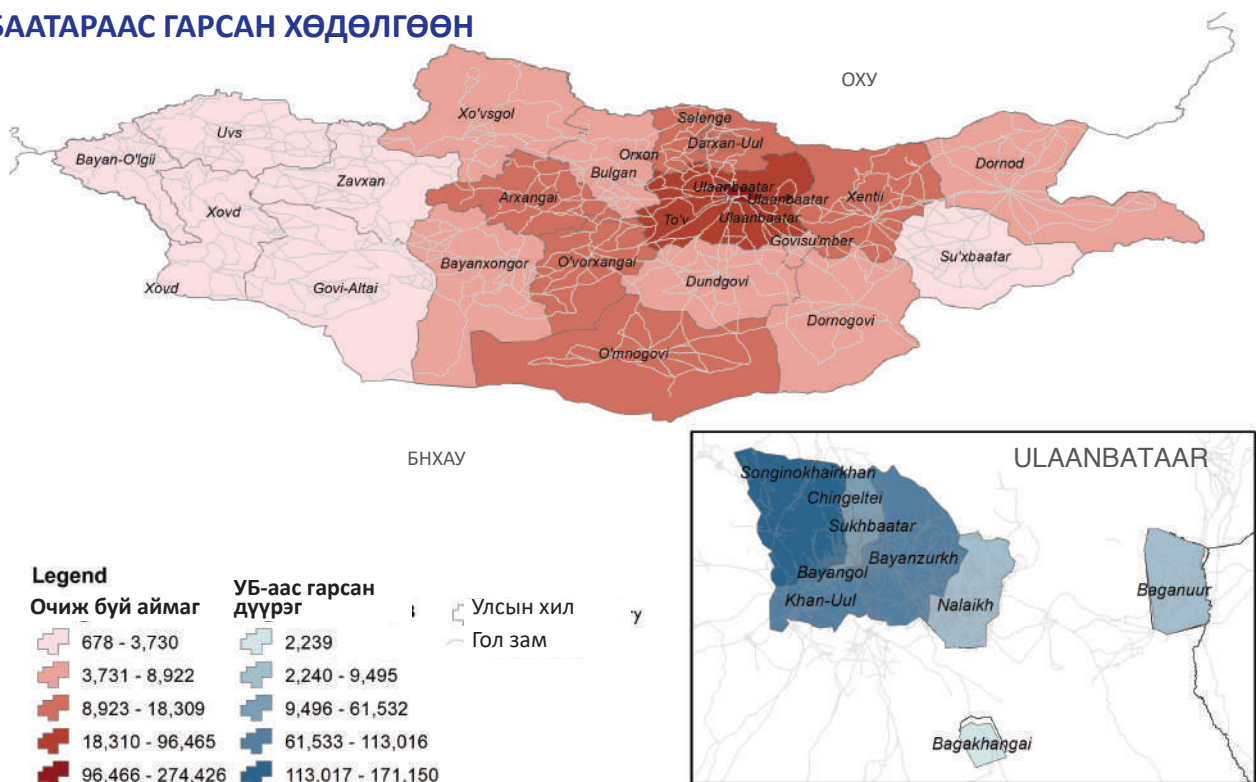 БААТАРААС ГАРСАН ХӨДӨЛГӨӨН
ОХУ
Xo'vsgol
Selenge
Uvs
Darxan-Uul
Bayan-O'lgii
Orxon
Dornod
Bulgan
Zavxan
Ulaanbaatar
Arxangai
Ulaanbaatar
Xentii
Xovd
To'v
Ulaanbaatar
Govisu'mber
Su'xbaatar
O'vorxangai
Bayanxongor
Dundgovi
Xovd
Govi-Altai
Dornogovi
O'mnogovi
БНХАУ
ULAANBATAAR
Songinokhairkhan
Chingeltei
Sukhbaatar
Bayanzurkh
Bayangol
Khan-Uul
Nalaikh
Baganuur
Bagakhangai
Legend
Очиж буй аймаг
678 - 3,730
3,731 - 8,922
8,923 - 18,309
18,310 - 96,465
96,466 - 274,426
УБ-аас гарсан
дүүрэг
2,239
2,240 - 9,495
9,496 - 61,532
61,533 - 113,016
113,017 - 171,150
Улсын хил
Гол зам